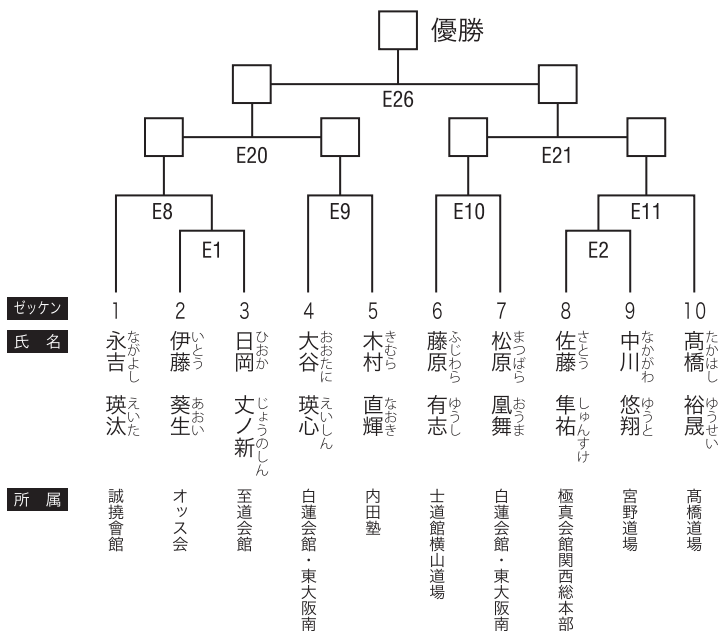 優勝
E26
E20
E21
E8
E9
E10
E11
E1
E2
ゼッケン
1
2
3
4
5
6
7
8
9
10
氏 名
永吉 瑛汰
ながよし えいた
伊藤 葵生
いとう あおい
日岡 丈ノ新
ひおか じょうのしん
大谷 瑛心
おおたに えいしん
木村 直輝
きむら なおき
藤原 有志
ふじわら ゆうし
松原 凰舞
まつばら おうま
佐藤 隼祐
さとう しゅんすけ
中川 悠翔
なかがわ ゆうと
髙橋 裕晟
たかはし ゆうせい
所 属
誠撓會館
オッス会
至道会館
白蓮会館・東大阪南
内田塾
士道館横山道場
白蓮会館・東大阪南
極真会館関西総本部
宮野道場
髙橋道場